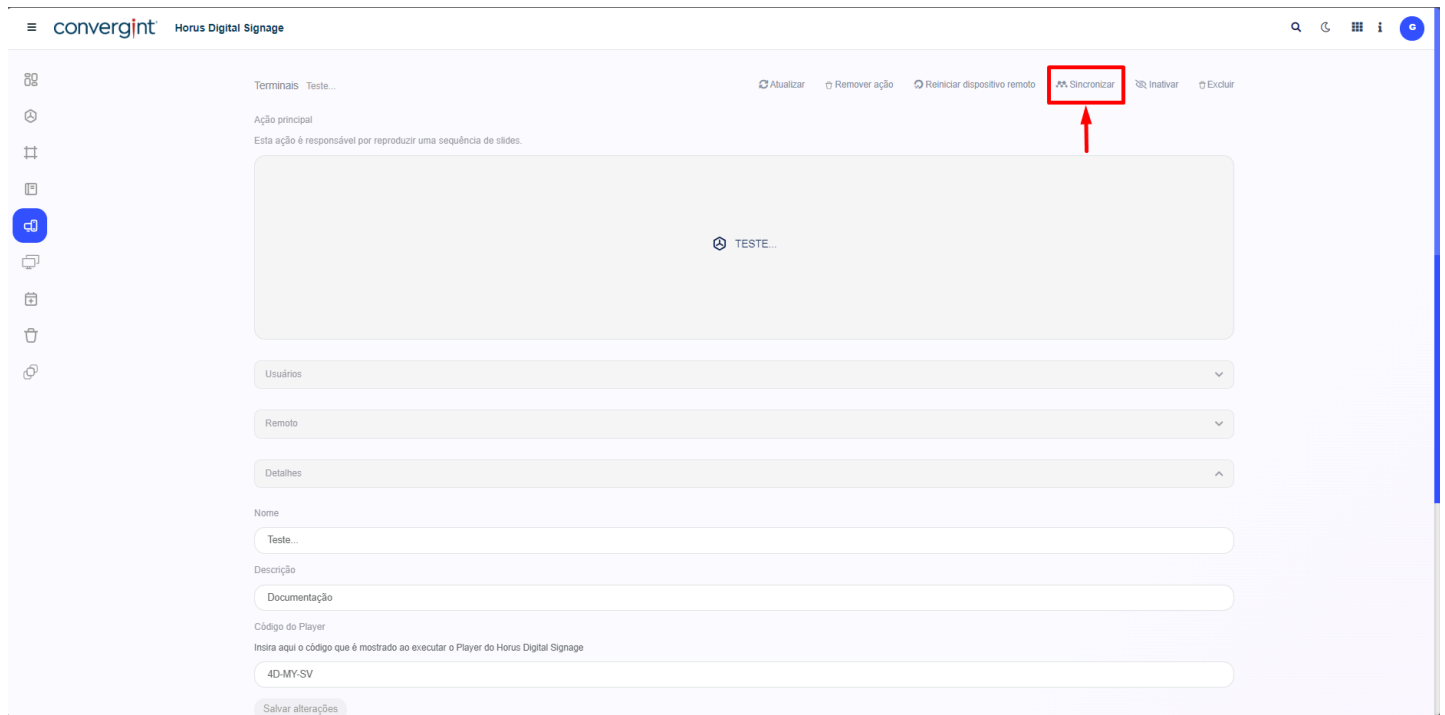 convergint Horus Digital Signage
G
Terminais Teste... Atualizar Remover ação Reiniciar dispositivo remoto Sincronizar Inativar Excluir
Ação principal
Esta ação é responsável por reproduzir uma sequência de slides.
TESTE...
Usuários
Remoto
Detalhes
Nome
Teste...
Descrição
Documentação
Código do Player
Insira aqui o código que é mostrado ao executar o Player do Horus Digital Signage
4D-MY-SV
Salvar alterações